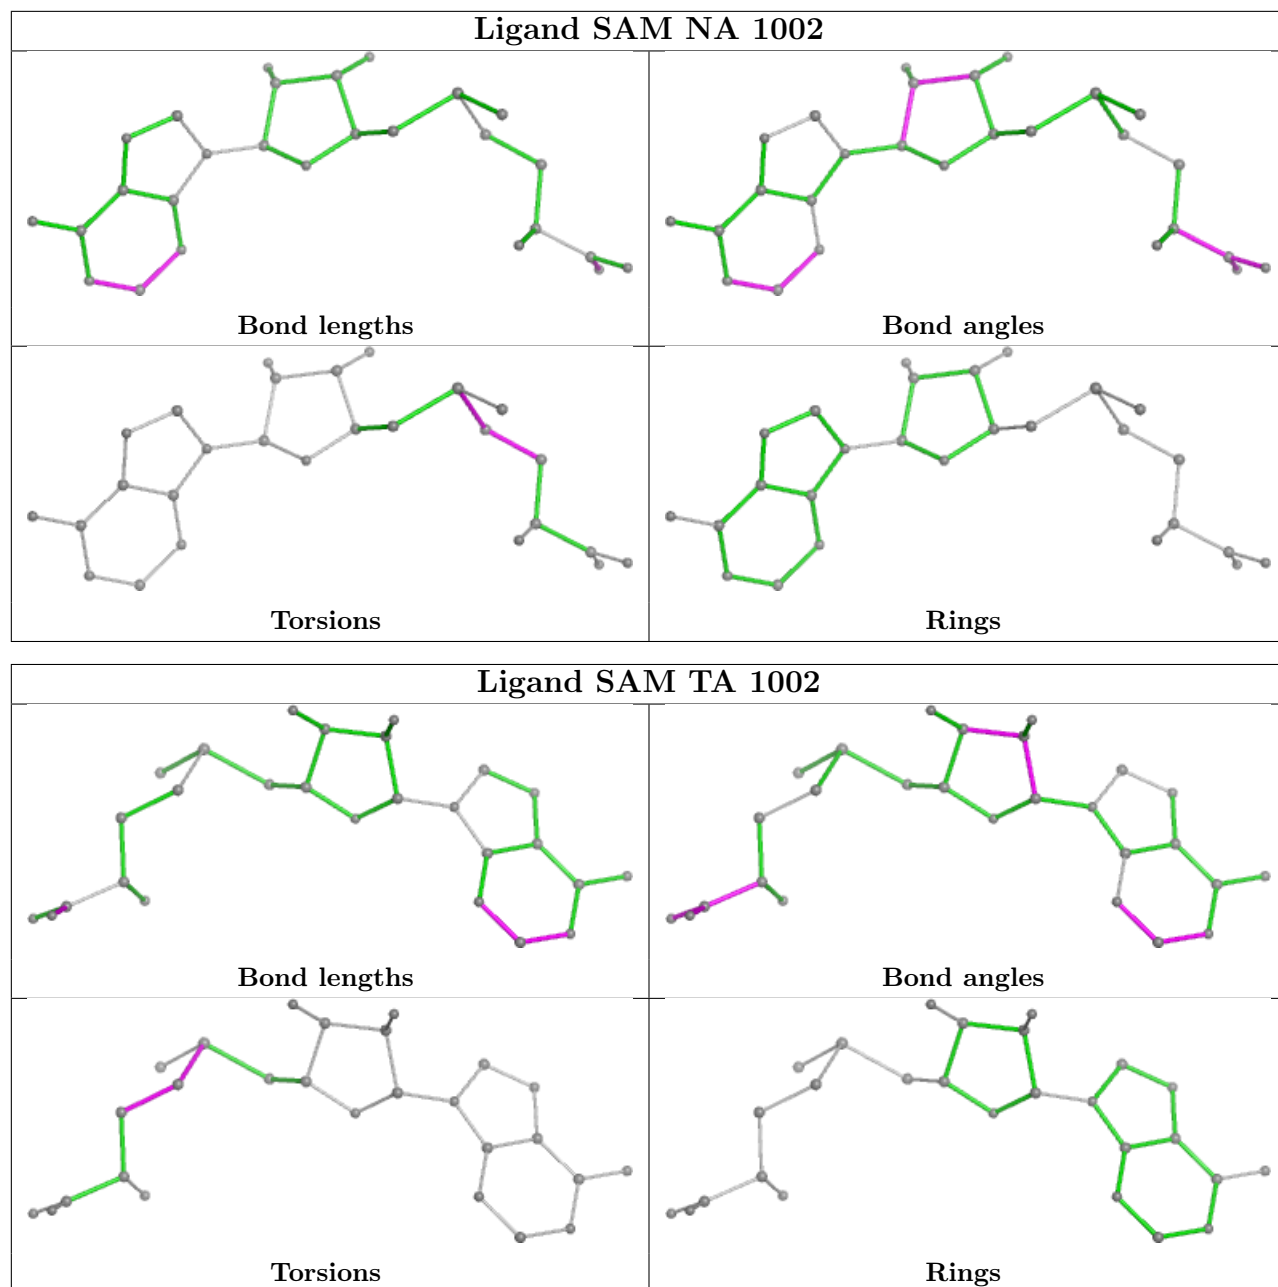 Ligand SAM NA 1002
Bond lengths
Bond angles
Torsions
Rings
Ligand SAM TA 1002
Bond lengths
Bond angles
Torsions
Rings